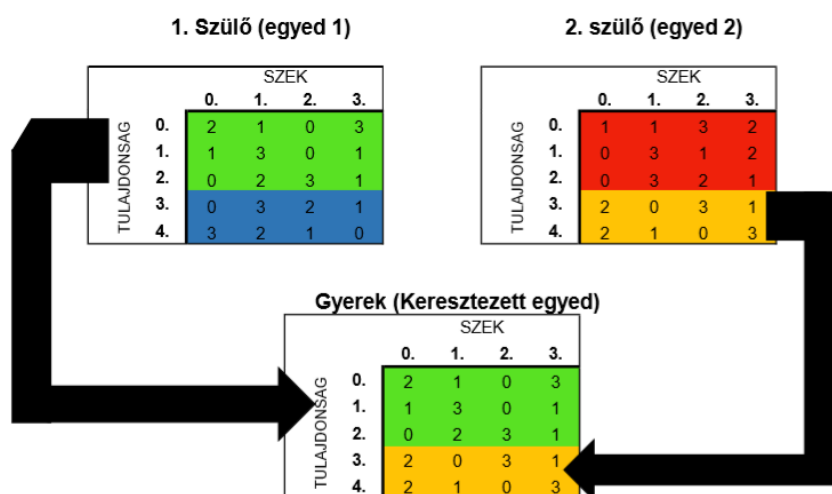 1. Szülő (egyed 1)
SZEK
0. 1. 2. 3.
TULAJDONSAG
0. 2 1 0 3
1. 1 3 0 1
2. 0 2 3 1
3. 0 3 2 1
4. 3 2 1 0
2. szülő (egyed 2)
SZEK
0. 1. 2. 3.
TULAJDONSAG
0. 1 1 3 2
1. 0 3 1 2
2. 0 3 2 1
3. 2 0 3 1
4. 2 1 0 3
Gyerek (Keresztezett egyed)
SZEK
0. 1. 2. 3.
TULAJDONSAG
0. 2 1 0 3
1. 1 3 0 1
2. 0 2 3 1
3. 2 0 3 1
4. 2 1 0 3